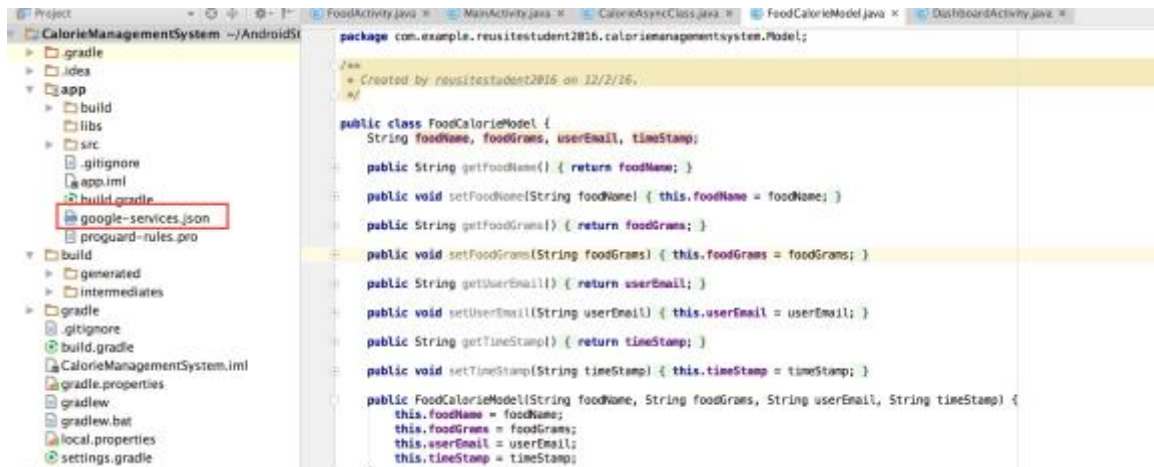 Project
FoodActivity.java
MainActivity.java
CalorieAsyncClass.java
FoodCalorieModel.java
DashboardActivity.java
CalorieManagementSystem ~/AndroidSt
.gradle
.idea
app
build
libs
src
.gitignore
app.iml
build.gradle
google-services.json
proguard-rules.pro
build
generated
intermediates
gradle
.gitignore
build.gradle
CalorieManagementSystem.iml
gradle.properties
gradlew
gradlew.bat
local.properties
settings.gradle
package com.example.reusitestudent2016.caloriemanagementsystem.Model;
/**
* Created by reusitestudent2016 on 12/2/16.
*/
public class FoodCalorieModel {
String foodName, foodGrams, userEmail, timeStamp;
public String getFoodName() { return foodName; }
public void setFoodName(String foodName) { this.foodName = foodName; }
public String getFoodGrams() { return foodGrams; }
public void setFoodGrams(String foodGrams) { this.foodGrams = foodGrams; }
public String getUserEmail() { return userEmail; }
public void setUserEmail(String userEmail) { this.userEmail = userEmail; }
public String getTimeStamp() { return timeStamp; }
public void setTimeStamp(String timeStamp) { this.timeStamp = timeStamp; }
public FoodCalorieModel(String foodName, String foodGrams, String userEmail, String timeStamp) {
this.foodName = foodName;
this.foodGrams = foodGrams;
this.userEmail = userEmail;
this.timeStamp = timeStamp;